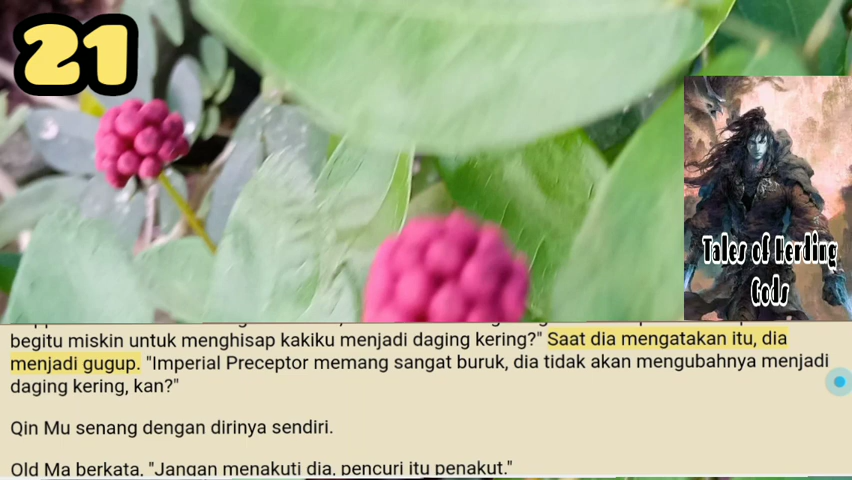 21
Tales of Herding
Gods
begitu miskin untuk menghisap kakiku menjadi daging kering?" Saat dia mengatakan itu, dia
menjadi gugup. "Imperial Preceptor memang sangat buruk, dia tidak akan mengubahnya menjadi
daging kering, kan?"
Qin Mu senang dengan dirinya sendiri.
Old Ma berkata, "Jangan menakuti dia, pencuri itu penakut."